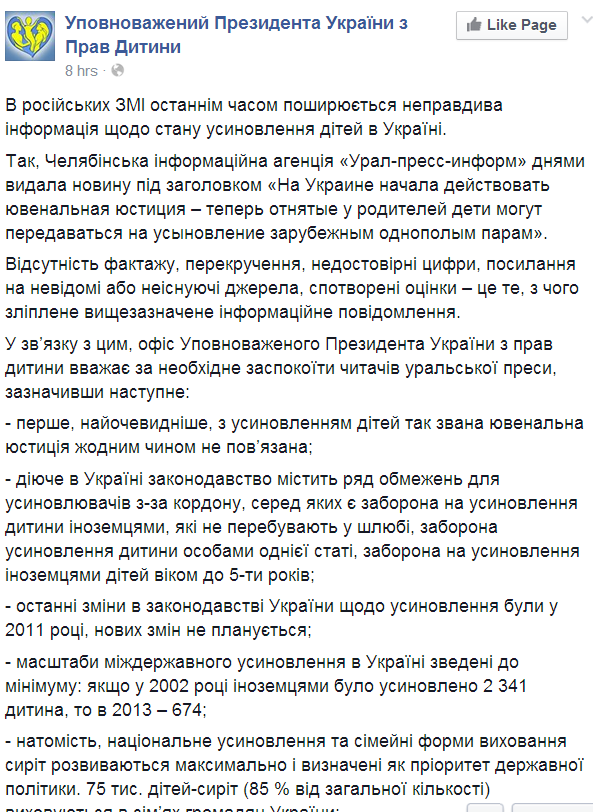 Уповноважений Президента України з
Прав Дитини
Like Page
8 hrs ·
В російських ЗМІ останнім часом поширюється неправдива
інформація щодо стану усиновлення дітей в Україні.
Так, Челябінська інформаційна агенція «Урал-пресс-информ» днями
видала новину під заголовком «На Украине начала действовать
ювенальная юстиция – теперь отнятые у родителей дети могут
передаваться на усыновление зарубежным однополым парам».
Відсутність фактажу, перекручення, недостовірні цифри, посилання
на невідомі або неіснуючі джерела, спотворені оцінки – це те, з чого
зліплене вищезазначене інформаційне повідомлення.
У зв’язку з цим, офіс Уповноваженого Президента України з прав
дитини вважає за необхідне заспокоїти читачів уральської преси,
зазначивши наступне:
- перше, найочевидніше, з усиновленням дітей так звана ювенальна
юстиція жодним чином не пов’язана;
- діюче в Україні законодавство містить ряд обмежень для
усиновлювачів з-за кордону, серед яких є заборона на усиновлення
дитини іноземцями, які не перебувають у шлюбі, заборона
усиновлення дитини особами однієї статі, заборона на усиновлення
іноземцями дітей віком до 5-ти років;
- останні зміни в законодавстві України щодо усиновлення були у
2011 році, нових змін не планується;
- масштаби міждержавного усиновлення в Україні зведені до
мінімуму: якщо у 2002 році іноземцями було усиновлено 2 341
дитина, то в 2013 – 674;
- натомість, національне усиновлення та сімейні форми виховання
сиріт розвиваються максимально і визначені як пріоритет державної
політики. 75 тис. дітей-сиріт (85 % від загальної кількості)
виховуються в сім’ях громадян України;